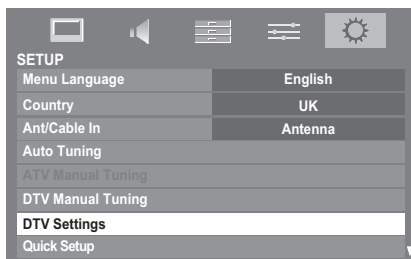 SETUP
Menu Language English
Country UK
Ant/Cable In Antenna
Auto Tuning
ATV Manual Tuning
DTV Manual Tuning
DTV Settings
Quick Setup